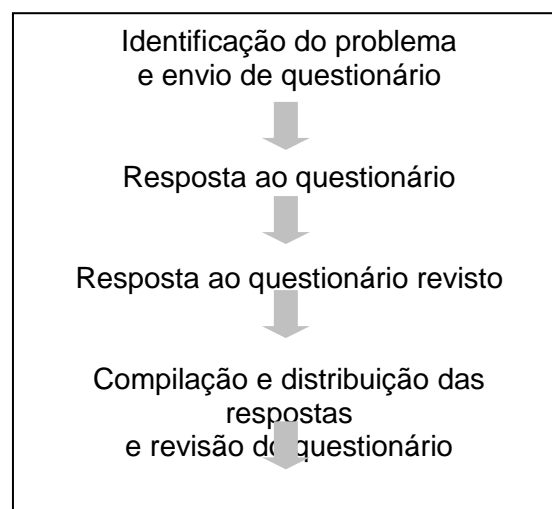 Identificação do problema
e envio de questionário
Resposta ao questionário
Resposta ao questionário revisto
Compilação e distribuição das
respostas
e revisão do questionário